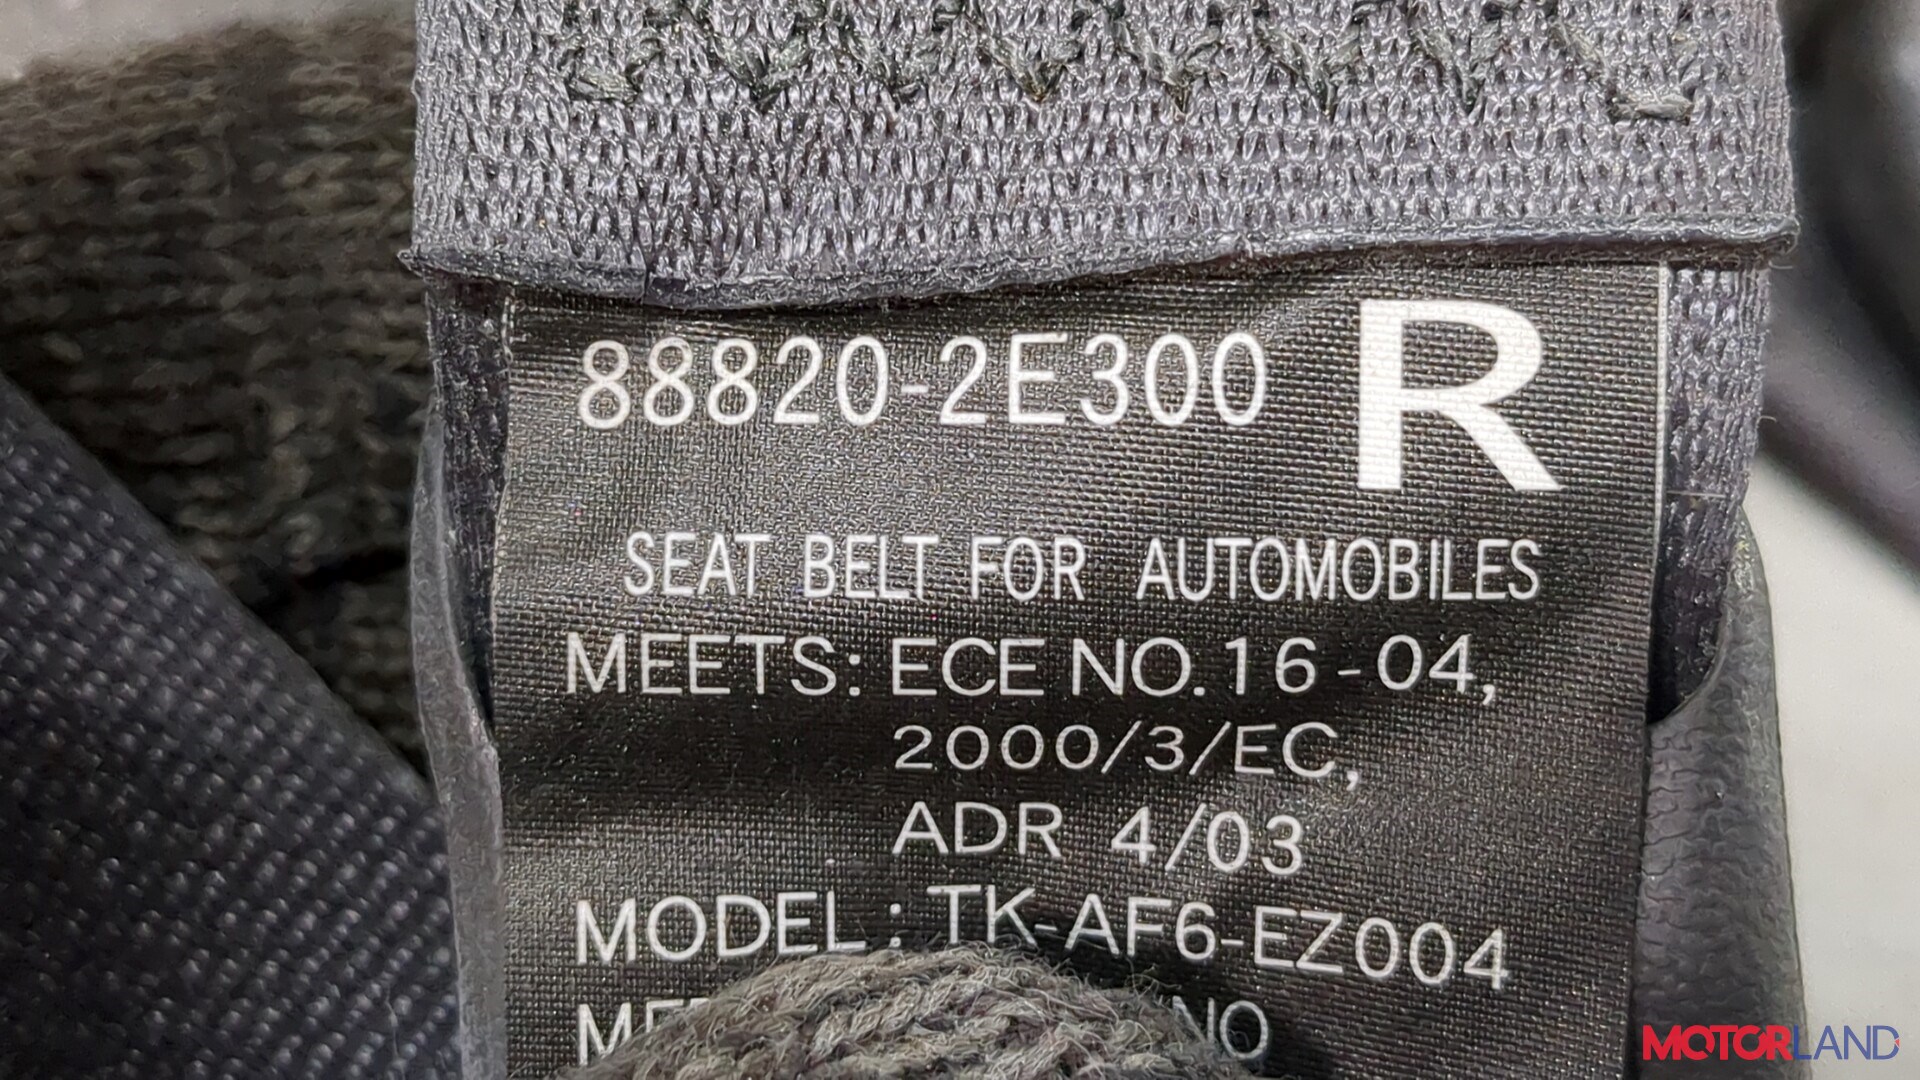 88820-2E300 R
SEAT BELT FOR AUTOMOBILES
MEETS: ECE NO.16-04,
2000/3/EC,
ADR 4/03
MODEL: TK-AF6-EZ004
MOTORLAND